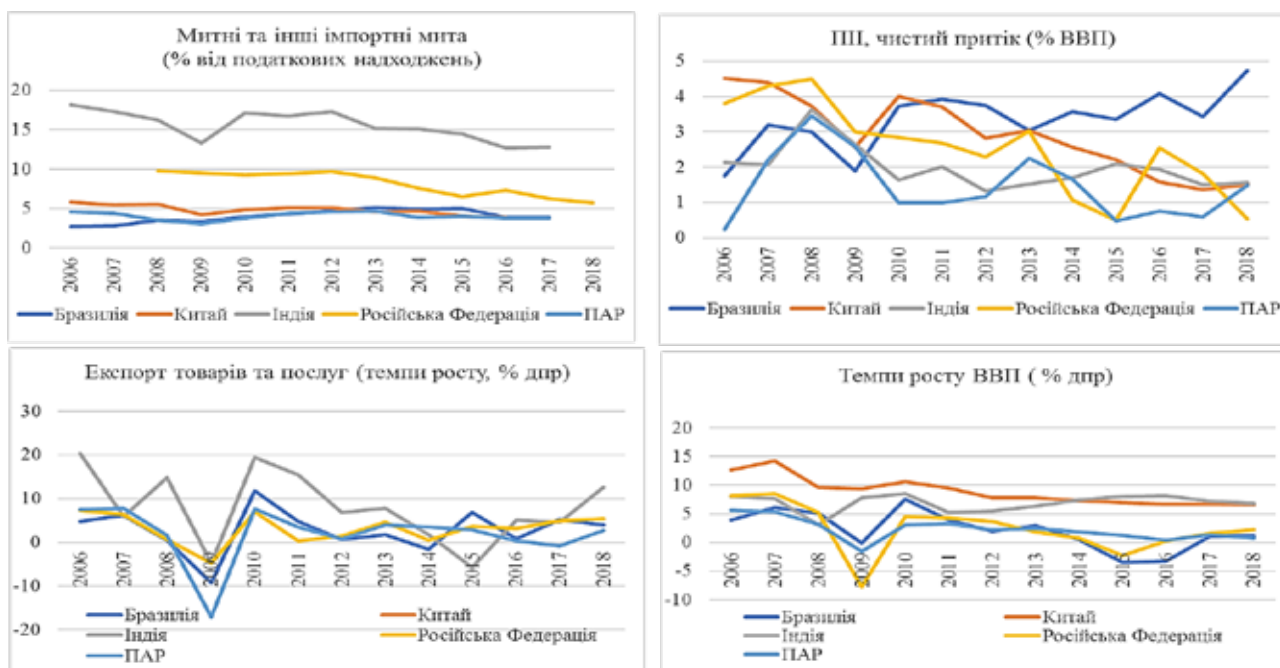 Митні та інші імпортні мита
(% від податкових надходжень)
20
15
10
5
0
2006 2007 2008 2009 2010 2011 2012 2013 2014 2015 2016 2017 2018
Бразилія Китай Індія Російська Федерація ПАР
ПІІ, чистий притік (% ВВП)
5
4
3
2
1
0
2006 2007 2008 2009 2010 2011 2012 2013 2014 2015 2016 2017 2018
Бразилія Китай Індія Російська Федерація ПАР
Експорт товарів та послуг (темпи росту, % дпр)
30
20
10
0
-10
-20
2006 2007 2008 2009 2010 2011 2012 2013 2014 2015 2016 2017 2018
Бразилія Китай
Індія Російська Федерація
ПАР
Темпи росту ВВП ( % дпр)
20
15
10
5
0
-5
-10
2006 2007 2008 2009 2010 2011 2012 2013 2014 2015 2016 2017 2018
Бразилія Китай
Індія Російська Федерація
ПАР